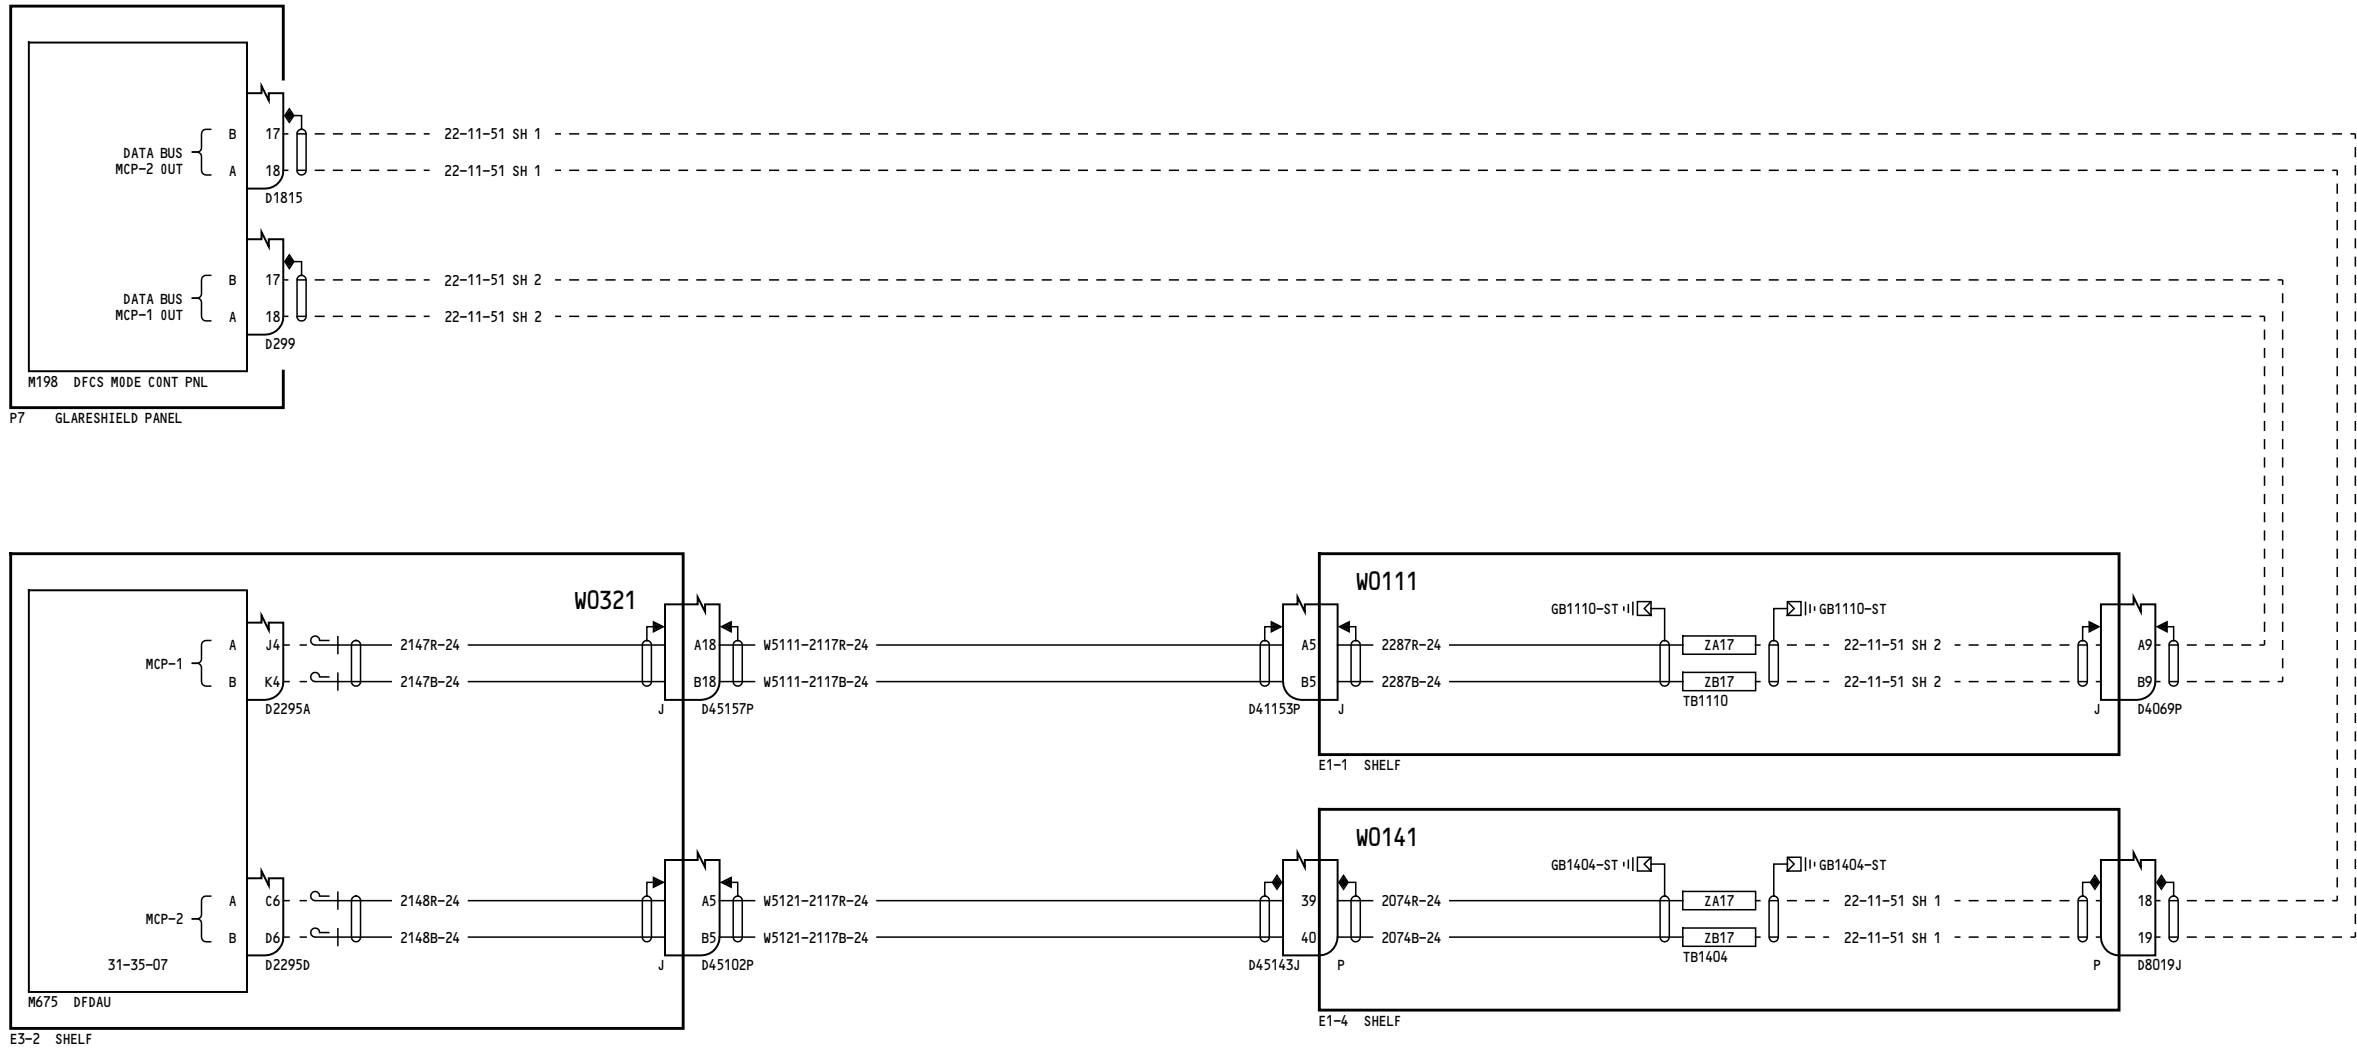 B 17 22-11-51 SH 1
DATA BUS
MCP-2 OUT
A 18 22-11-51 SH 1
D1815
B 17 22-11-51 SH 2
DATA BUS
MCP-1 OUT
A 18 22-11-51 SH 2
D299
M198 DFCS MODE CONT PNL
P7 GLARESHIELD PANEL
W0321
W0111
GB1110-ST GB1110-ST
A J4 2147R-24 A18 W5111-2117R-24 A5 2287R-24 ZA17 22-11-51 SH 2 A9
MCP-1
B K4 2147B-24 B18 W5111-2117B-24 B5 2287B-24 ZB17 22-11-51 SH 2 B9
TB1110
D2295A J D45157P D41153P J J D4069P
E1-1 SHELF
W0141
GB1404-ST GB1404-ST
A C6 2148R-24 A5 W5121-2117R-24 39 2074R-24 ZA17 22-11-51 SH 1 18
MCP-2
B D6 2148B-24 B5 W5121-2117B-24 40 2074B-24 ZB17 22-11-51 SH 1 19
TB1404
31-35-07 D2295D J D45102P D45143J P P D8019J
M675 DFDAU
E1-4 SHELF
E3-2 SHELF